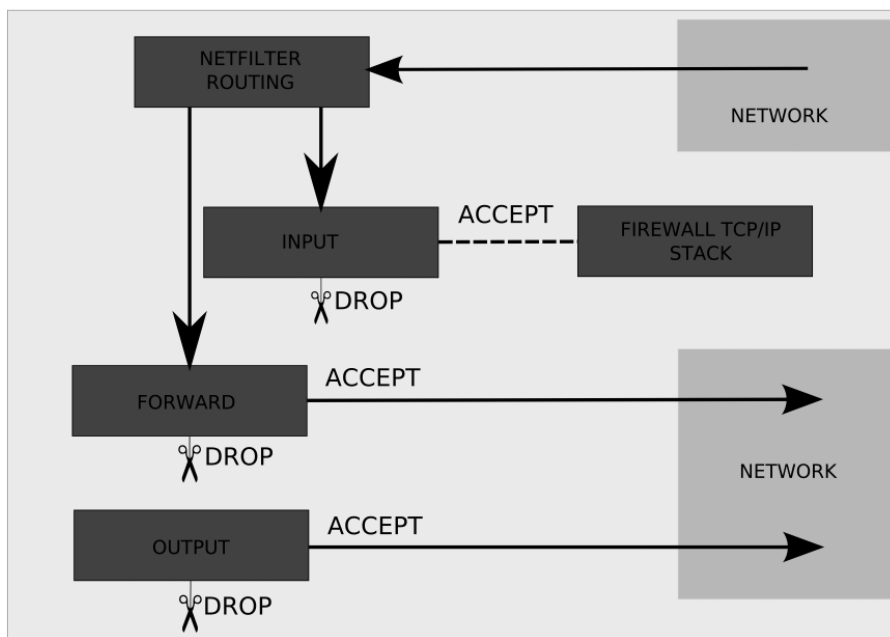 NETFILTER
ROUTING
NETWORK
ACCEPT
INPUT
FIREWALL TCP/IP
STACK
DROP
ACCEPT
FORWARD
DROP
NETWORK
ACCEPT
OUTPUT
DROP